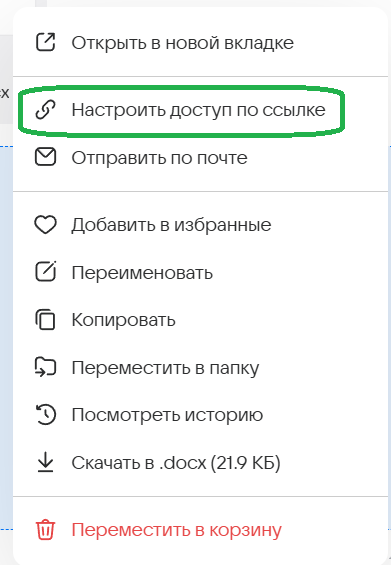 Открыть в новой вкладке
Настроить доступ по ссылке
Отправить по почте
Добавить в избранные
Переименовать
Копировать
Переместить в папку
Посмотреть историю
Скачать в .docx (21.9 КБ)
Переместить в корзину